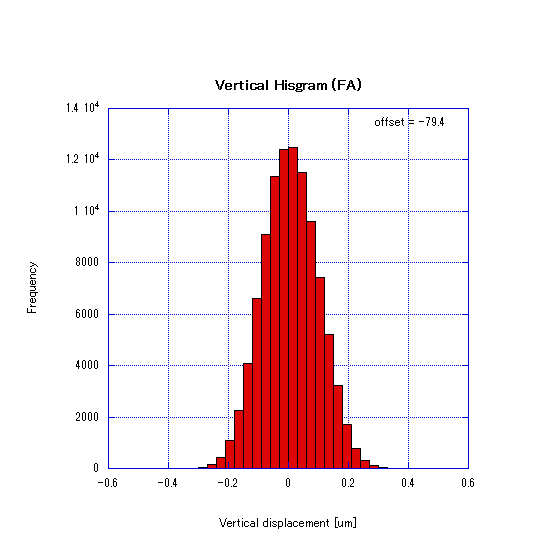 Vertical Hisgram (FA)
1.4 10⁴
offset = -79.4
1.2 10⁴
1 10⁴
8000
Frequency
6000
4000
2000
0
-0.6 -0.4 -0.2 0 0.2 0.4 0.6
Vertical displacement [um]